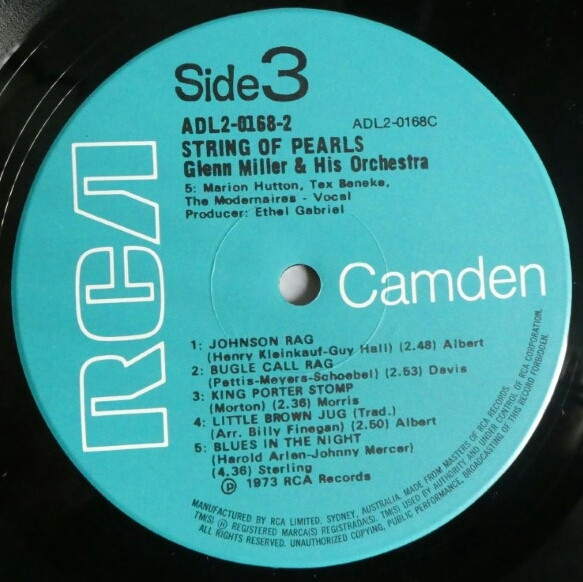 Side 3
ADL2-0168-2 ADL2-0168C
STRING OF PEARLS
Glenn Miller & His Orchestra
5: Marion Hutton, Tex Beneke,
The Modernaires - Vocal
Producer: Ethel Gabriel
RCA
Camden
1: JOHNSON RAG
(Henry Kleinkauf-Guy Hall) (2.48) Albert
2: BUGLE CALL RAG
(Pettis-Meyers-Schoebel) (2.53) Davis
3: KING PORTER STOMP
(Morton) (2.36) Morris
4: LITTLE BROWN JUG (Trad.)
(Arr. Billy Finegan) (2.50) Albert
5: BLUES IN THE NIGHT
(Harold Arlen-Johnny Mercer)
(4.36) Sterling
Ⓟ 1973 RCA Records
MANUFACTURED BY RCA LIMITED, SYDNEY, AUSTRALIA. MADE FROM MASTERS OF RCA RECORDS.
TM(S) ® REGISTERED MARCA(S) REGISTRADA(S). TM(S) USED BY AUTHORITY AND UNDER CONTROL OF RCA CORPORATION.
ALL RIGHTS RESERVED. UNAUTHORIZED COPYING, PUBLIC PERFORMANCE, BROADCASTING OF THIS RECORD FORBIDDEN.